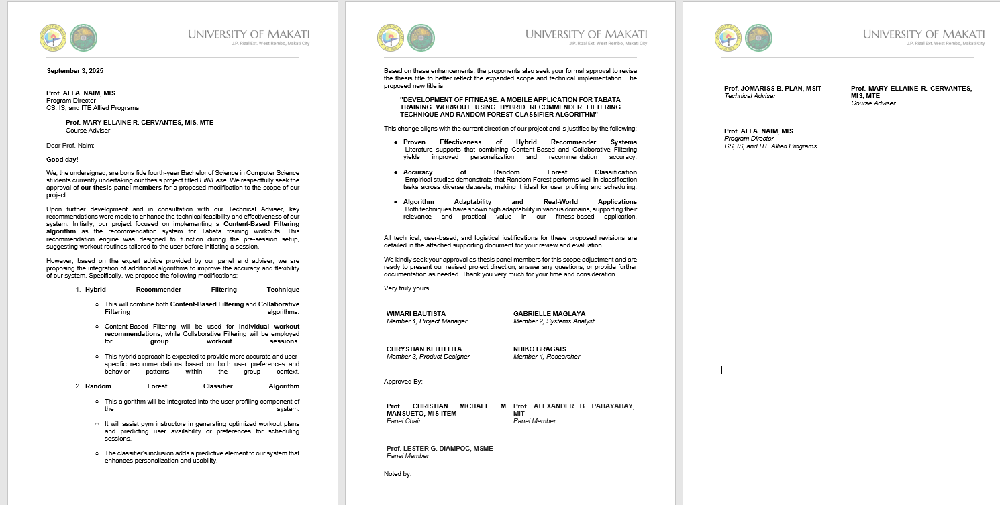 UNIVERSITY OF MAKATI
J.P. Rizal Ext. West Rembo, Makati City
September 3, 2025
Prof. ALI A. NAIM, MIS
Program Director
CS, IS, and ITE Allied Programs
Prof. MARY ELLAINE R. CERVANTES, MIS, MTE
Course Adviser
Dear Prof. Naim;
Good day!
We, the undersigned, are bona fide fourth-year Bachelor of Science in Computer Science
students currently undertaking our thesis project titled FitNEase. We respectfully seek the
approval of our thesis panel members for a proposed modification to the scope of our
project.
Upon further development and in consultation with our Technical Adviser, key
recommendations were made to enhance the technical feasibility and effectiveness of our
system. Initially, our project focused on implementing a Content-Based Filtering
algorithm as the recommendation system for Tabata training workouts. This
recommendation engine was designed to function during the pre-session setup,
suggesting workout routines tailored to the user before initiating a session.
However, based on the expert advice provided by our panel and adviser, we are
proposing the integration of additional algorithms to improve the accuracy and flexibility
of our system. Specifically, we propose the following modifications:
1. Hybrid Recommender Filtering Technique
○ This will combine both Content-Based Filtering and Collaborative
Filtering algorithms.
○ Content-Based Filtering will be used for individual workout
recommendations, while Collaborative Filtering will be employed
for group workout sessions.
○ This hybrid approach is expected to provide more accurate and user-
specific recommendations based on both user preferences and
behavior patterns within the group context.
2. Random Forest Classifier Algorithm
○ This algorithm will be integrated into the user profiling component of
the system.
○ It will assist gym instructors in generating optimized workout plans
and predicting user availability or preferences for scheduling
sessions.
○ The classifier's inclusion adds a predictive element to our system that
enhances personalization and usability.
UNIVERSITY OF MAKATI
J.P. Rizal Ext. West Rembo, Makati City
Based on these enhancements, the proponents also seek your formal approval to revise
the thesis title to better reflect the expanded scope and technical implementation. The
proposed new title is:
"DEVELOPMENT OF FITNEASE: A MOBILE APPLICATION FOR TABATA
TRAINING WORKOUT USING HYBRID RECOMMENDER FILTERING
TECHNIQUE AND RANDOM FOREST CLASSIFIER ALGORITHM"
This change aligns with the current direction of our project and is justified by the following:
● Proven Effectiveness of Hybrid Recommender Systems
Literature supports that combining Content-Based and Collaborative Filtering
yields improved personalization and recommendation accuracy.
● Accuracy of Random Forest Classification
Empirical studies demonstrate that Random Forest performs well in classification
tasks across diverse datasets, making it ideal for user profiling and scheduling.
● Algorithm Adaptability and Real-World Applications
Both techniques have shown high adaptability in various domains, supporting their
relevance and practical value in our fitness-based application.
All technical, user-based, and logistical justifications for these proposed revisions are
detailed in the attached supporting document for your review and evaluation.
We kindly seek your approval as thesis panel members for this scope adjustment and are
ready to present our revised project direction, answer any questions, or provide further
documentation as needed. Thank you very much for your time and consideration.
Very truly yours,
WIMARI BAUTISTA
Member 1, Project Manager
GABRIELLE MAGLAYA
Member 2, Systems Analyst
CHRYSTIAN KEITH LITA
Member 3, Product Designer
NHIKO BRAGAIS
Member 4, Researcher
Approved By:
Prof. CHRISTIAN MICHAEL M.
MANSUETO, MIS-ITEM
Panel Chair
Prof. ALEXANDER B. PAHAYAHAY,
MIT
Panel Member
Prof. LESTER G. DIAMPOC, MSME
Panel Member
Noted by:
UNIVERSITY OF MAKATI
J.P. Rizal Ext. West Rembo, Makati City
Prof. JOMARISS B. PLAN, MSIT
Technical Adviser
Prof. MARY ELLAINE R. CERVANTES,
MIS, MTE
Course Adviser
Prof. ALI A. NAIM, MIS
Program Director
CS, IS, and ITE Allied Programs